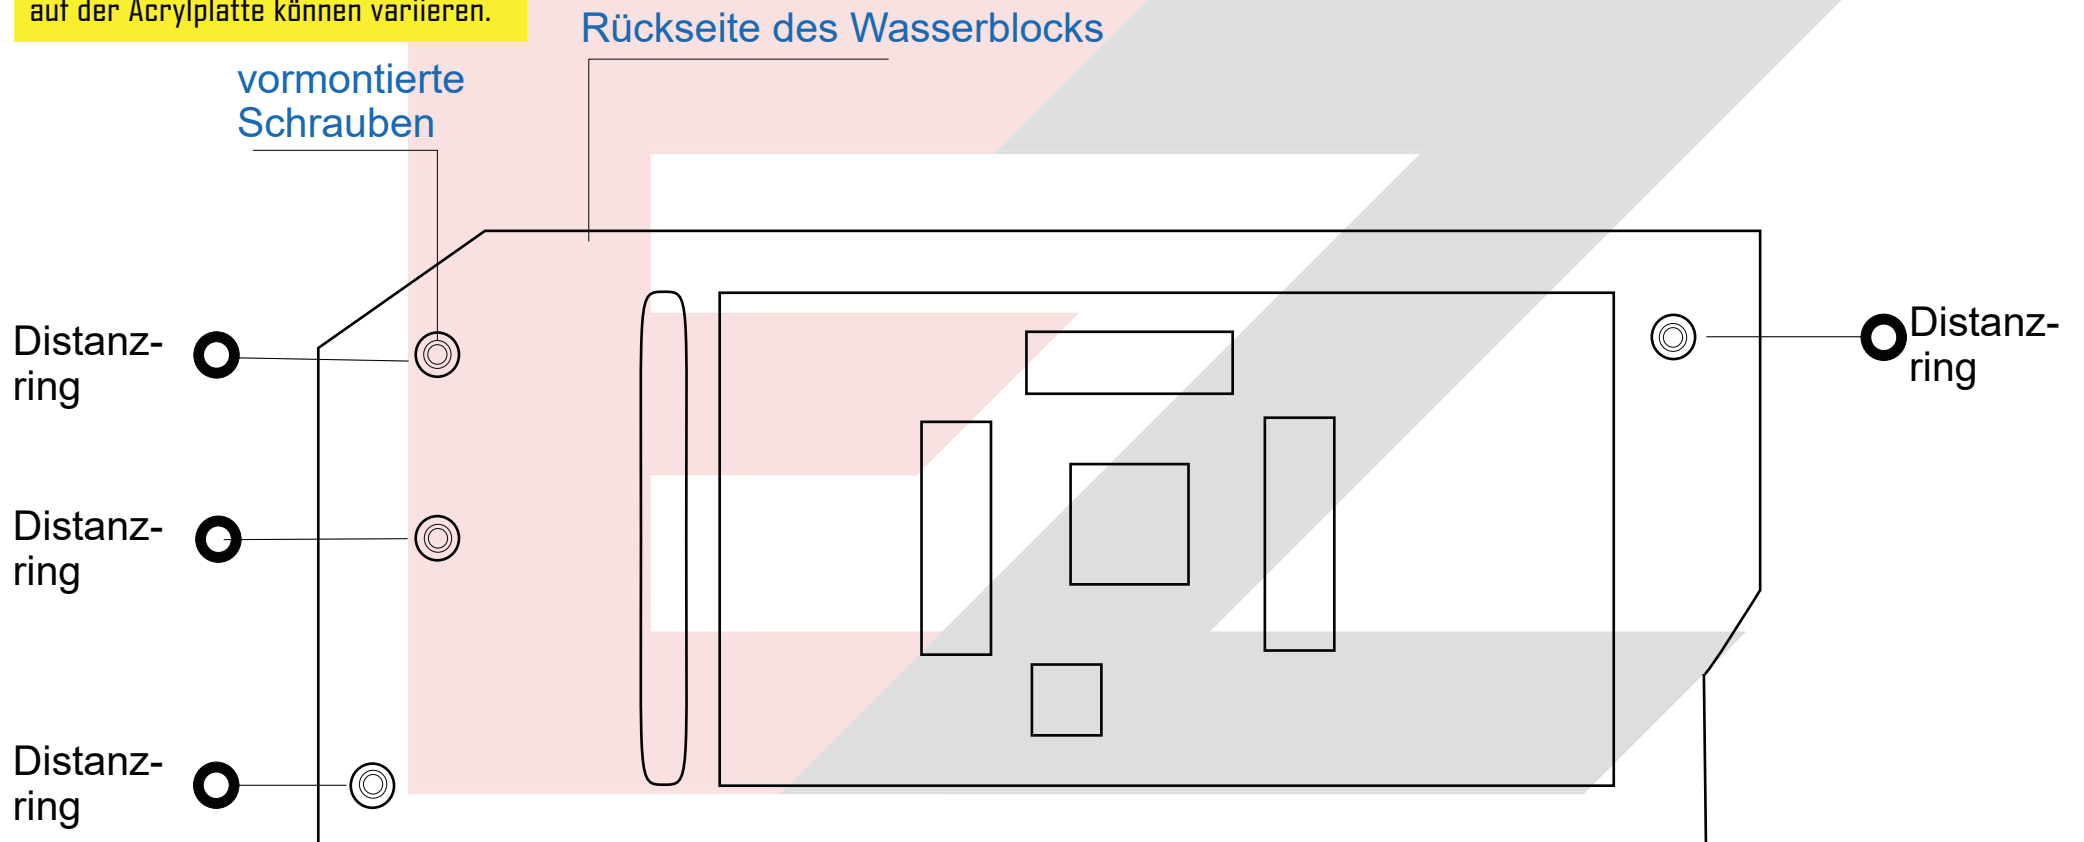 auf der Acrylplatte können variieren.
Rückseite des Wasserblocks
vormontierte
Schrauben
Distanz-
ring
Distanz-
ring
Distanz-
ring
Distanz-
ring